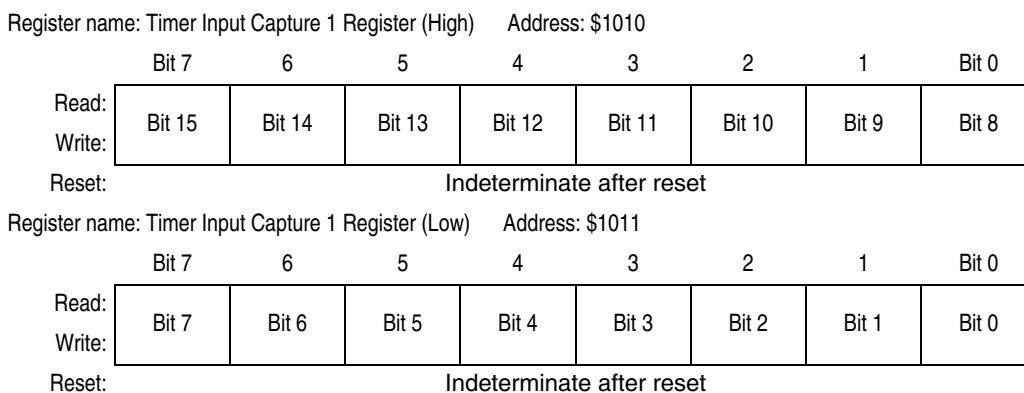 Register name: Timer Input Capture 1 Register (High) Address: $1010
Bit 7 6 5 4 3 2 1 Bit 0
Read:
Bit 15 Bit 14 Bit 13 Bit 12 Bit 11 Bit 10 Bit 9 Bit 8
Write:
Reset: Indeterminate after reset
Register name: Timer Input Capture 1 Register (Low) Address: $1011
Bit 7 6 5 4 3 2 1 Bit 0
Read:
Bit 7 Bit 6 Bit 5 Bit 4 Bit 3 Bit 2 Bit 1 Bit 0
Write:
Reset: Indeterminate after reset